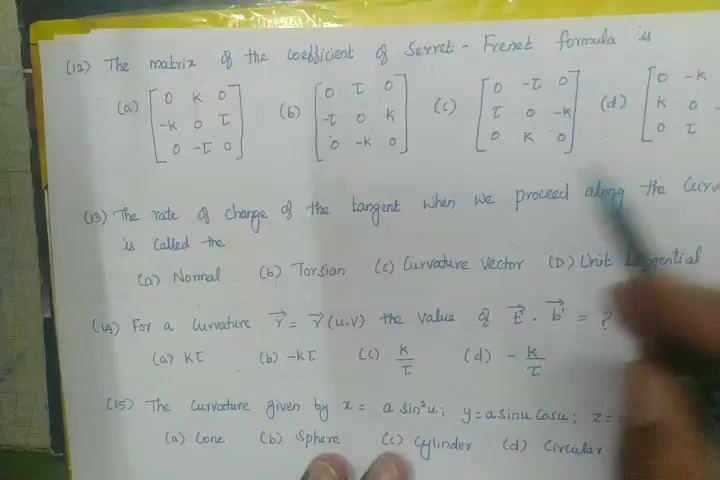 (12) The matrix of the coefficient of Serret - Frenet formula is
(a) [0 k 0 (b) [0 τ 0 (c) [0 -τ 0 (d) [0 -k
-k 0 τ -τ 0 k τ 0 -k k 0
0 -τ 0] 0 -k 0] 0 k 0] 0 τ
(13) The rate of change of the tangent when we proceed along the Curv
is called the
(a) Normal (b) Torsian (c) Curvature vector (D) Unit
(14) For a Curvature r⃗ = r⃗ (u,v) the value of t⃗' . b⃗' = ?
(a) kτ (b) -kτ (c) k/τ (d) - k/τ
(15) The Curvature given by x = a sin²u; y = a sinu Cosu; z =
(a) Cone (b) Sphere (c) Cylinder (d) Circular